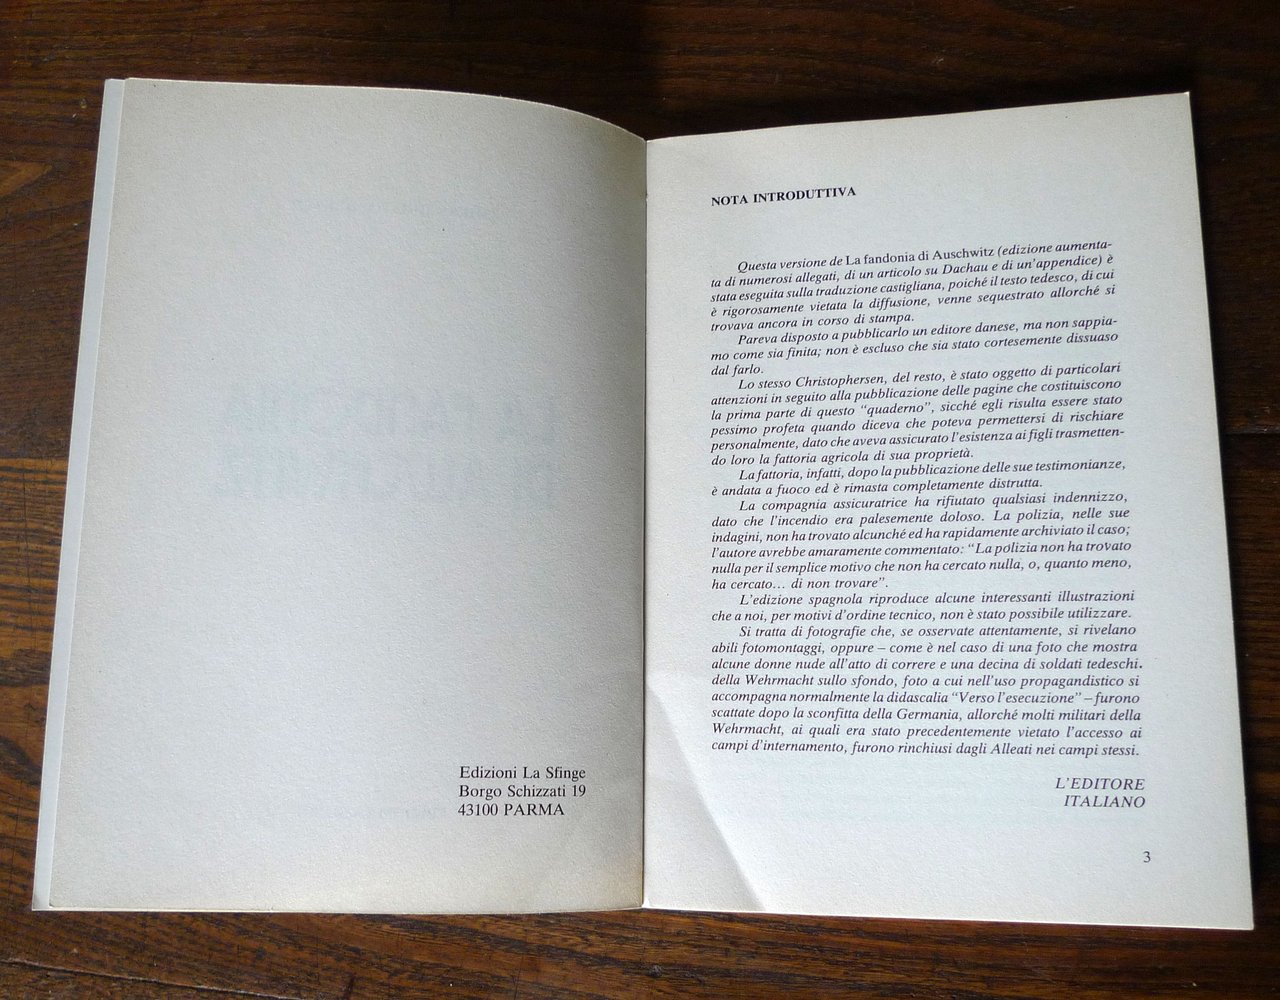 Edizioni La Sfinge
Borgo Schizzati 19
43100 PARMA
NOTA INTRODUTTIVA
Questa versione de La fandonia di Auschwitz (edizione aumenta-
ta di numerosi allegati, di un articolo su Dachau e di un'appendice) è
stata eseguita sulla traduzione castigliana, poiché il testo tedesco, di cui
è rigorosamente vietata la diffusione, venne sequestrato allorché si
trovava ancora in corso di stampa.
Pareva disposto a pubblicarlo un editore danese, ma non sappia-
mo come sia finita; non è escluso che sia stato cortesemente dissuaso
dal farlo.
Lo stesso Christophersen, del resto, è stato oggetto di particolari
attenzioni in seguito alla pubblicazione delle pagine che costituiscono
la prima parte di questo “quaderno”, sicché egli risulta essere stato
pessimo profeta quando diceva che poteva permettersi di rischiare
personalmente, dato che aveva assicurato l'esistenza ai figli trasmetten-
do loro la fattoria agricola di sua proprietà.
La fattoria, infatti, dopo la pubblicazione delle sue testimonianze,
è andata a fuoco ed è rimasta completamente distrutta.
La compagnia assicuratrice ha rifiutato qualsiasi indennizzo,
dato che l'incendio era palesemente doloso. La polizia, nelle sue
indagini, non ha trovato alcunché ed ha rapidamente archiviato il caso;
l'autore avrebbe amaramente commentato: “La polizia non ha trovato
nulla per il semplice motivo che non ha cercato nulla, o, quanto meno,
ha cercato... di non trovare”.
L'edizione spagnola riproduce alcune interessanti illustrazioni
che a noi, per motivi d'ordine tecnico, non è stato possibile utilizzare.
Si tratta di fotografie che, se osservate attentamente, si rivelano
abili fotomontaggi, oppure – come è nel caso di una foto che mostra
alcune donne nude all'atto di correre e una decina di soldati tedeschi
della Wehrmacht sullo sfondo, foto a cui nell'uso propagandistico si
accompagna normalmente la didascalia “Verso l'esecuzione” – furono
scattate dopo la sconfitta della Germania, allorché molti militari della
Wehrmacht, ai quali era stato precedentemente vietato l'accesso ai
campi d'internamento, furono rinchiusi dagli Alleati nei campi stessi.
L'EDITORE
ITALIANO
3